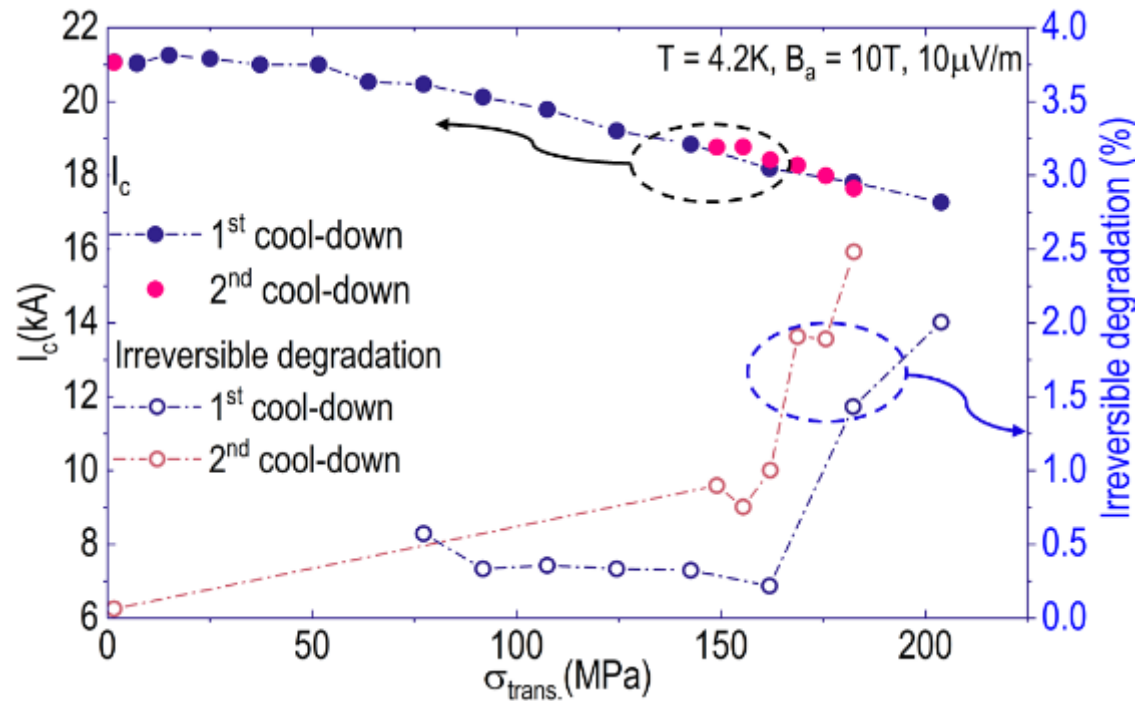 22
20
18
16
14
12
10
8
6
I_c(kA)
4.0
3.5
3.0
2.5
2.0
1.5
1.0
0.5
0.0
Irreversible degradation (%)
T = 4.2K, B_a = 10T, 10μV/m
I_c
1st cool-down
2nd cool-down
Irreversible degradation
1st cool-down
2nd cool-down
0 50 100 150 200
σ_trans.(MPa)